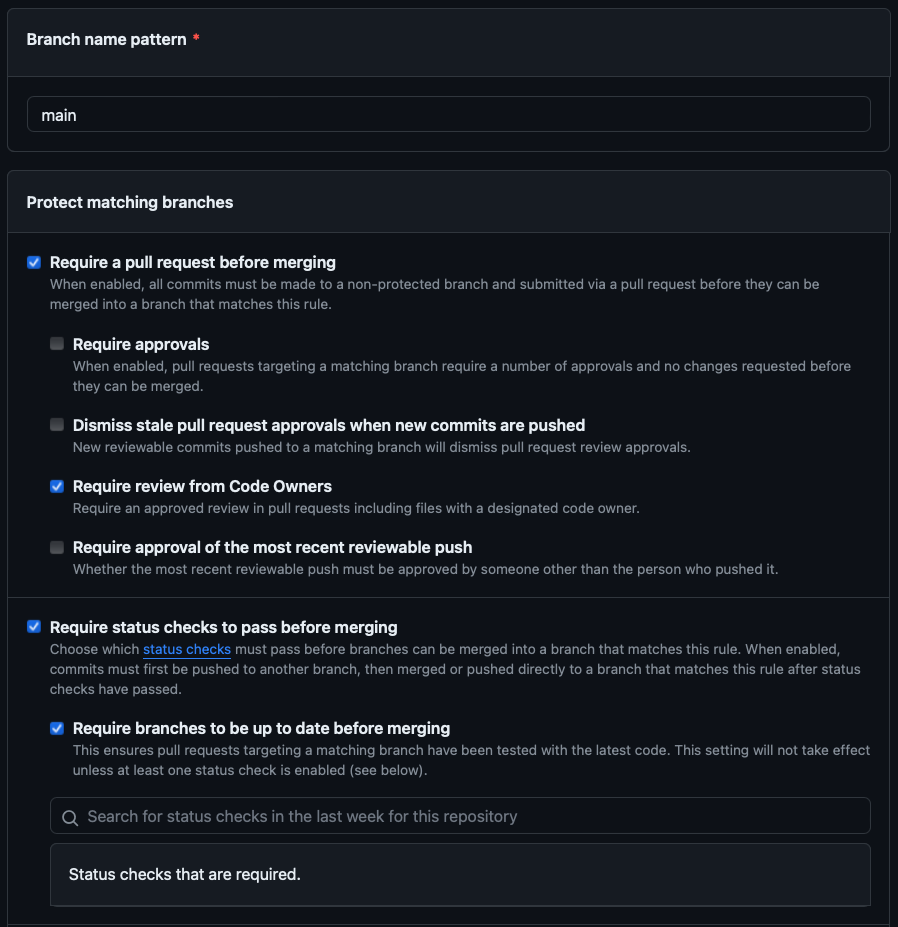 Branch name pattern *
main
Protect matching branches
Require a pull request before merging
When enabled, all commits must be made to a non-protected branch and submitted via a pull request before they can be
merged into a branch that matches this rule.
Require approvals
When enabled, pull requests targeting a matching branch require a number of approvals and no changes requested before
they can be merged.
Dismiss stale pull request approvals when new commits are pushed
New reviewable commits pushed to a matching branch will dismiss pull request review approvals.
Require review from Code Owners
Require an approved review in pull requests including files with a designated code owner.
Require approval of the most recent reviewable push
Whether the most recent reviewable push must be approved by someone other than the person who pushed it.
Require status checks to pass before merging
Choose which status checks must pass before branches can be merged into a branch that matches this rule. When enabled,
commits must first be pushed to another branch, then merged or pushed directly to a branch that matches this rule after status
checks have passed.
Require branches to be up to date before merging
This ensures pull requests targeting a matching branch have been tested with the latest code. This setting will not take effect
unless at least one status check is enabled (see below).
Search for status checks in the last week for this repository
Status checks that are required.